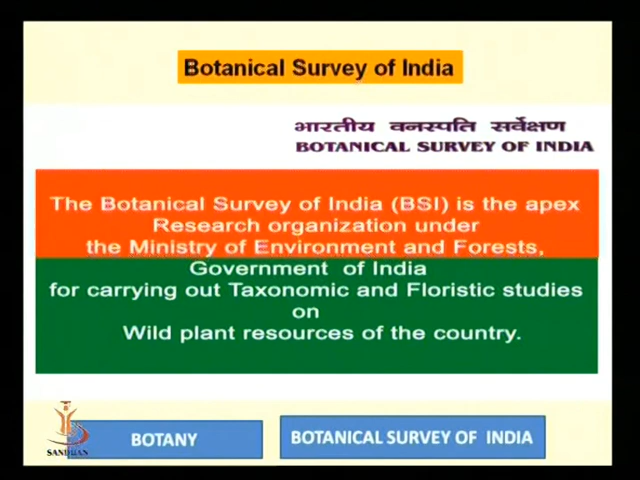 Botanical Survey of India
भारतीय वनस्पति सर्वेक्षण
BOTANICAL SURVEY OF INDIA
The Botanical Survey of India (BSI) is the apex
Research organization under
the Ministry of Environment and Forests,
Government of India
for carrying out Taxonomic and Floristic studies
on
Wild plant resources of the country.
SANDHAN
BOTANY
BOTANICAL SURVEY OF INDIA